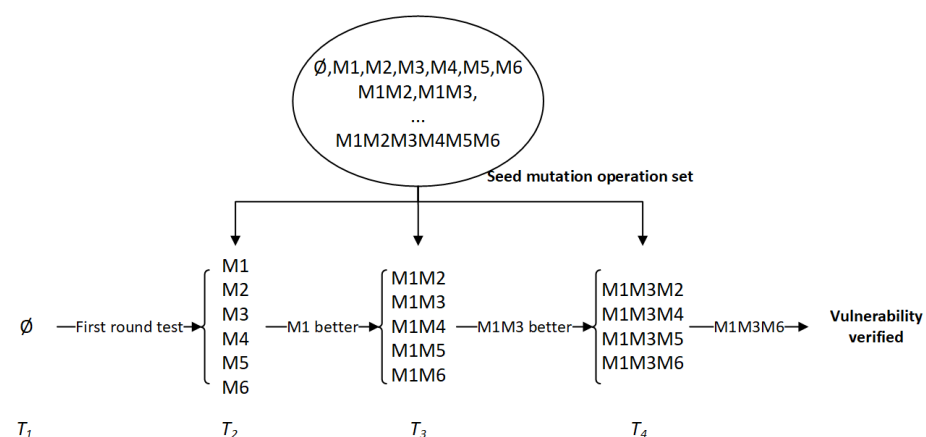 ∅,M1,M2,M3,M4,M5,M6
M1M2,M1M3,
...
M1M2M3M4M5M6
Seed mutation operation set
∅
First round test
M1
M2
M3
M4
M5
M6
M1 better
M1M2
M1M3
M1M4
M1M5
M1M6
M1M3 better
M1M3M2
M1M3M4
M1M3M5
M1M3M6
M1M3M6
Vulnerability
verified
T1
T2
T3
T4